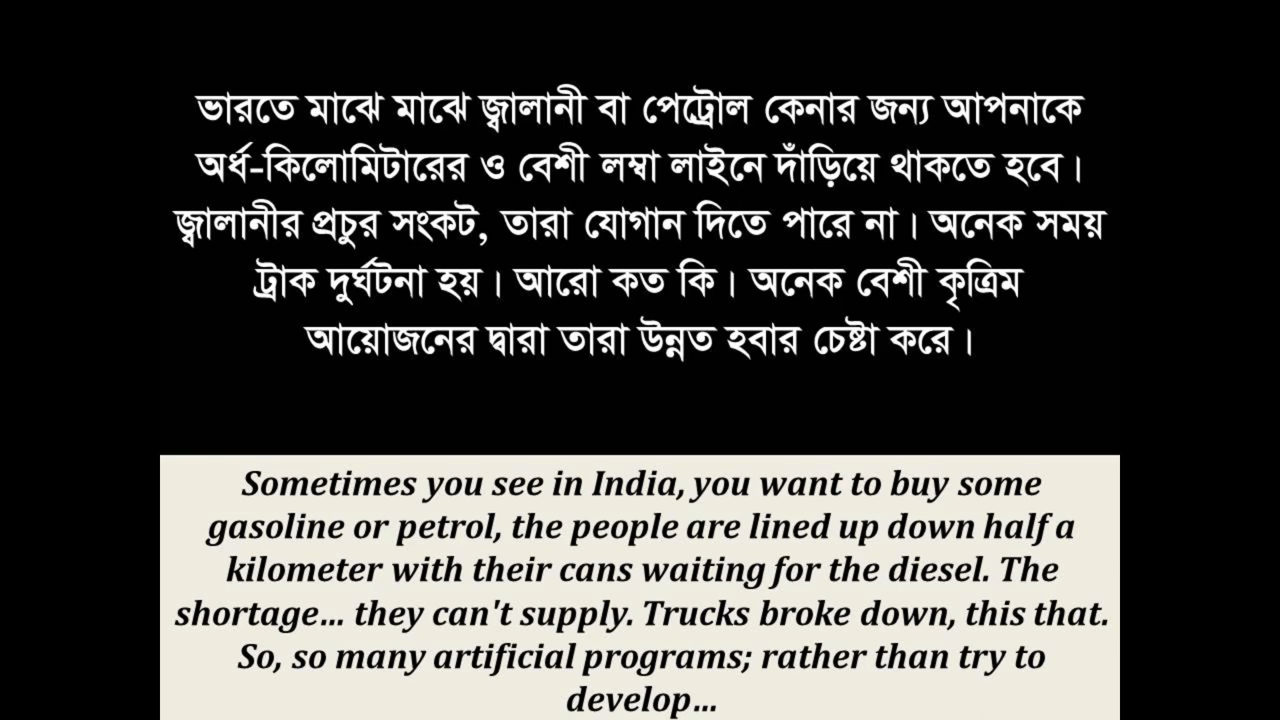 ভারতে মাঝে মাঝে জ্বালানী বা পেট্রোল কেনার জন্য আপনাকে
অর্ধ-কিলোমিটারের ও বেশী লম্বা লাইনে দাঁড়িয়ে থাকতে হবে।
জ্বালানীর প্রচুর সংকট, তারা যোগান দিতে পারে না। অনেক সময়
ট্রাক দুর্ঘটনা হয়। আরো কত কি। অনেক বেশী কৃত্রিম
আয়োজনের দ্বারা তারা উন্নত হবার চেষ্টা করে।
Sometimes you see in India, you want to buy some
gasoline or petrol, the people are lined up down half a
kilometer with their cans waiting for the diesel. The
shortage... they can't supply. Trucks broke down, this that.
So, so many artificial programs; rather than try to
develop...